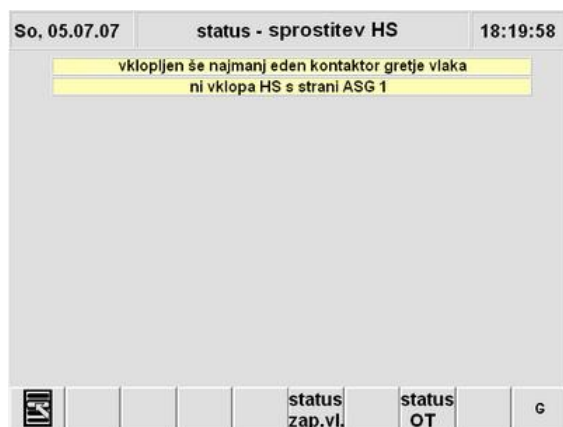 So, 05.07.07 status - sprostitev HS 18:19:58
vklopljen še najmanj eden kontaktor gretje vlaka
ni vklopa HS s strani ASG 1
status
zap.vl.
status
OT
G